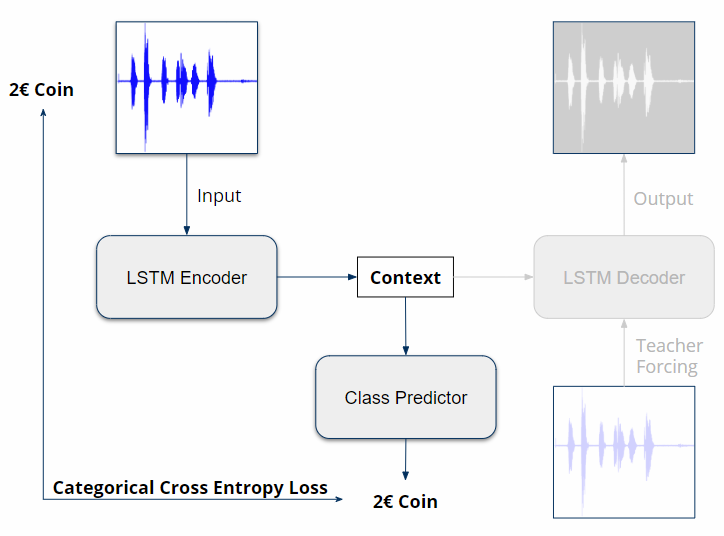 2€ Coin
Input
Output
LSTM Encoder
Context
LSTM Decoder
Teacher
Forcing
Class Predictor
Categorical Cross Entropy Loss
2€ Coin